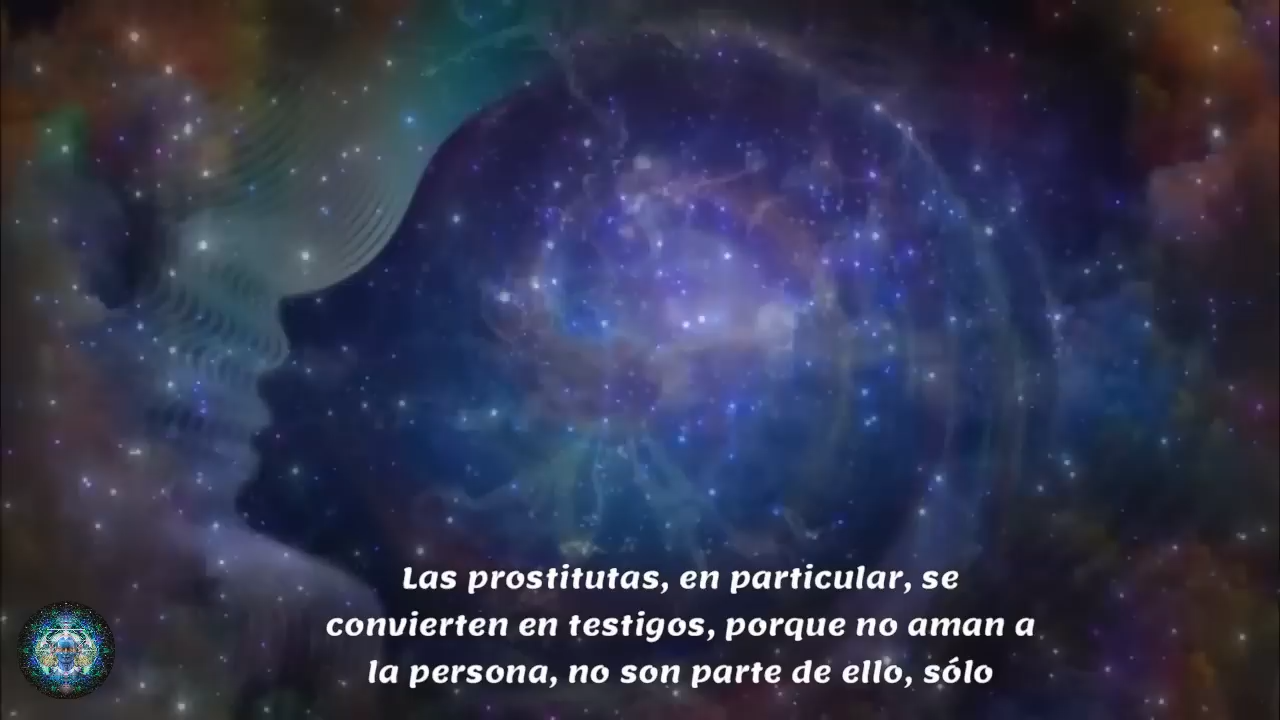 Las prostitutas, en particular, se
convierten en testigos, porque no aman a
la persona, no son parte de ello, sólo